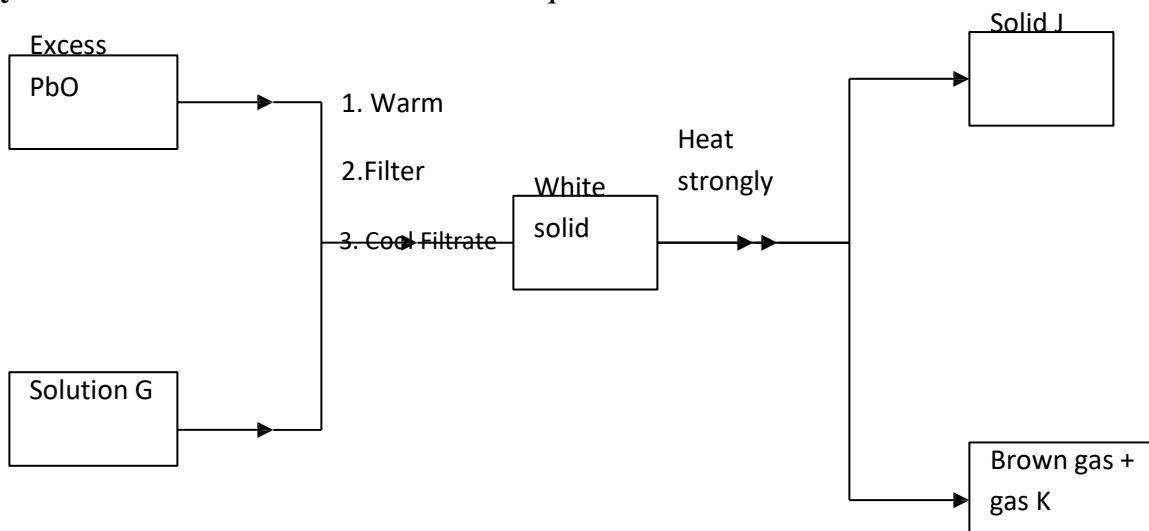 Solid J
Excess
PbO
1. Warm
2.Filter
3. Cool Filtrate
White
solid
Heat
strongly
Solution G
Brown gas +
gas K